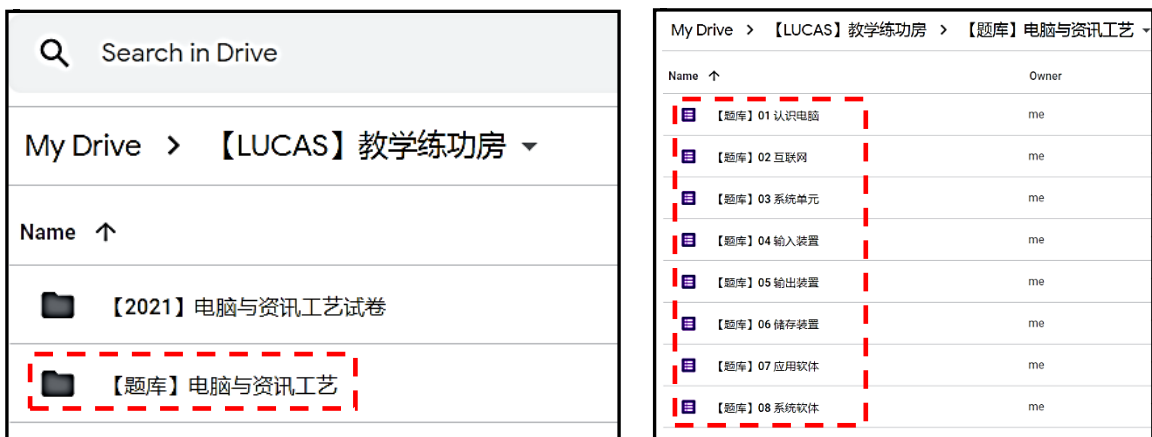 Search in Drive
My Drive > 【LUCAS】教学练功房
Name ↑
【2021】电脑与资讯工艺试卷
【题库】电脑与资讯工艺
My Drive > 【LUCAS】教学练功房 > 【题库】电脑与资讯工艺
Name ↑ Owner
【题库】01 认识电脑 me
【题库】02 互联网 me
【题库】03 系统单元 me
【题库】04 输入装置 me
【题库】05 输出装置 me
【题库】06 储存装置 me
【题库】07 应用软体 me
【题库】08 系统软体 me